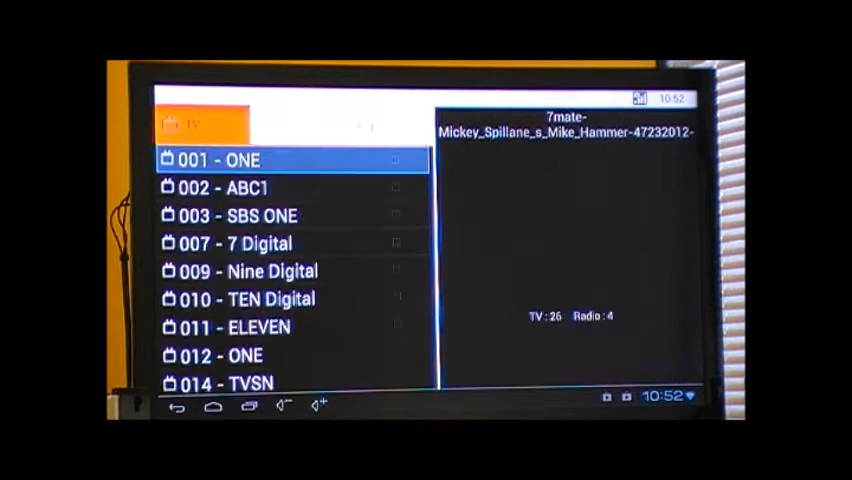 10:52
TV
7mate-
Mickey_Spillane_s_Mike_Hammer-47232012-
001 - ONE
002 - ABC1
003 - SBS ONE
007 - 7 Digital
009 - Nine Digital
010 - TEN Digital
011 - ELEVEN
012 - ONE
014 - TVSN
TV : 26 Radio : 4
10:52